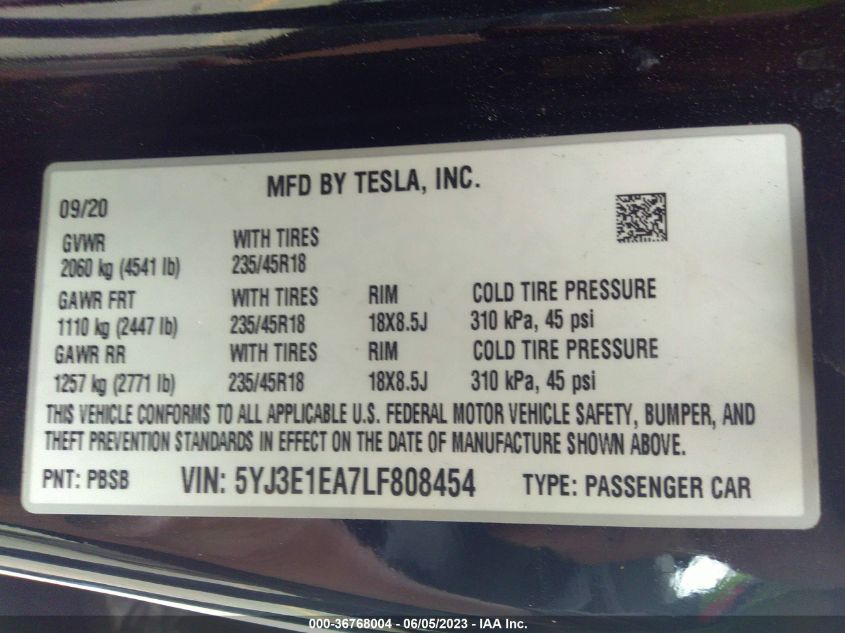 MFD BY TESLA, INC.
09/20
GVWR WITH TIRES
2060 kg (4541 lb) 235/45R18
GAWR FRT WITH TIRES RIM COLD TIRE PRESSURE
1110 kg (2447 lb) 235/45R18 18X8.5J 310 kPa, 45 psi
GAWR RR WITH TIRES RIM COLD TIRE PRESSURE
1257 kg (2771 lb) 235/45R18 18X8.5J 310 kPa, 45 psi
THIS VEHICLE CONFORMS TO ALL APPLICABLE U.S. FEDERAL MOTOR VEHICLE SAFETY, BUMPER, AND
THEFT PREVENTION STANDARDS IN EFFECT ON THE DATE OF MANUFACTURE SHOWN ABOVE.
PNT: PBSB VIN: 5YJ3E1EA7LF808454 TYPE: PASSENGER CAR
000-36768004 - 06/05/2023 - IAA Inc.